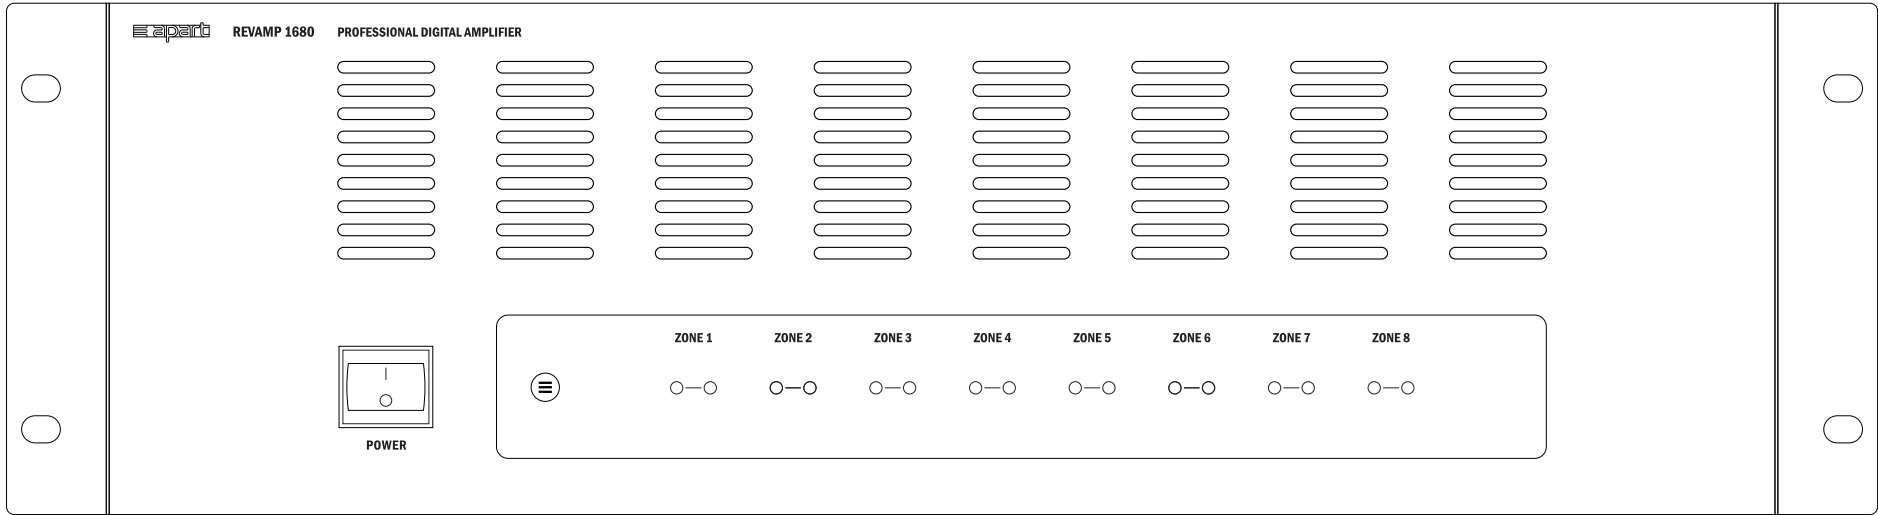 apart REVAMP 1680 PROFESSIONAL DIGITAL AMPLIFIER
ZONE 1 ZONE 2 ZONE 3 ZONE 4 ZONE 5 ZONE 6 ZONE 7 ZONE 8
POWER